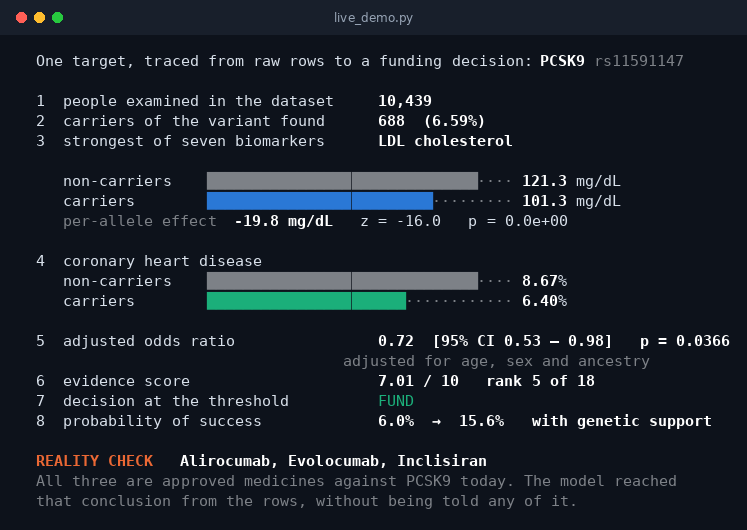 live_demo.py
One target, traced from raw rows to a funding decision: PCSK9 rs11591147
1 people examined in the dataset 10,439
2 carriers of the variant found 688 (6.59%)
3 strongest of seven biomarkers LDL cholesterol
non-carriers ···· 121.3 mg/dL
carriers ········· 101.3 mg/dL
per-allele effect -19.8 mg/dL z = -16.0 p = 0.0e+00
4 coronary heart disease
non-carriers ···· 8.67%
carriers ············ 6.40%
5 adjusted odds ratio 0.72 [95% CI 0.53 – 0.98] p = 0.0366
adjusted for age, sex and ancestry
6 evidence score 7.01 / 10 rank 5 of 18
7 decision at the threshold FUND
8 probability of success 6.0% → 15.6% with genetic support
REALITY CHECK Alirocumab, Evolocumab, Inclisiran
All three are approved medicines against PCSK9 today. The model reached
that conclusion from the rows, without being told any of it.